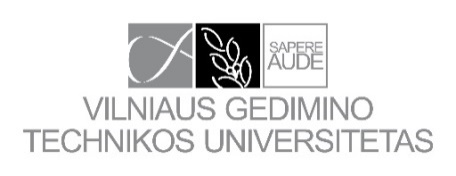 SAPERE
AUDE
VILNIAUS GEDIMINO
TECHNIKOS UNIVERSITETAS